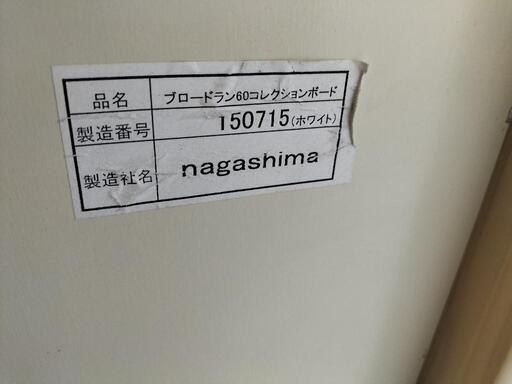 品名 ブロードラン60コレクションボード
製造番号 150715(ホワイト)
製造社名 nagashima